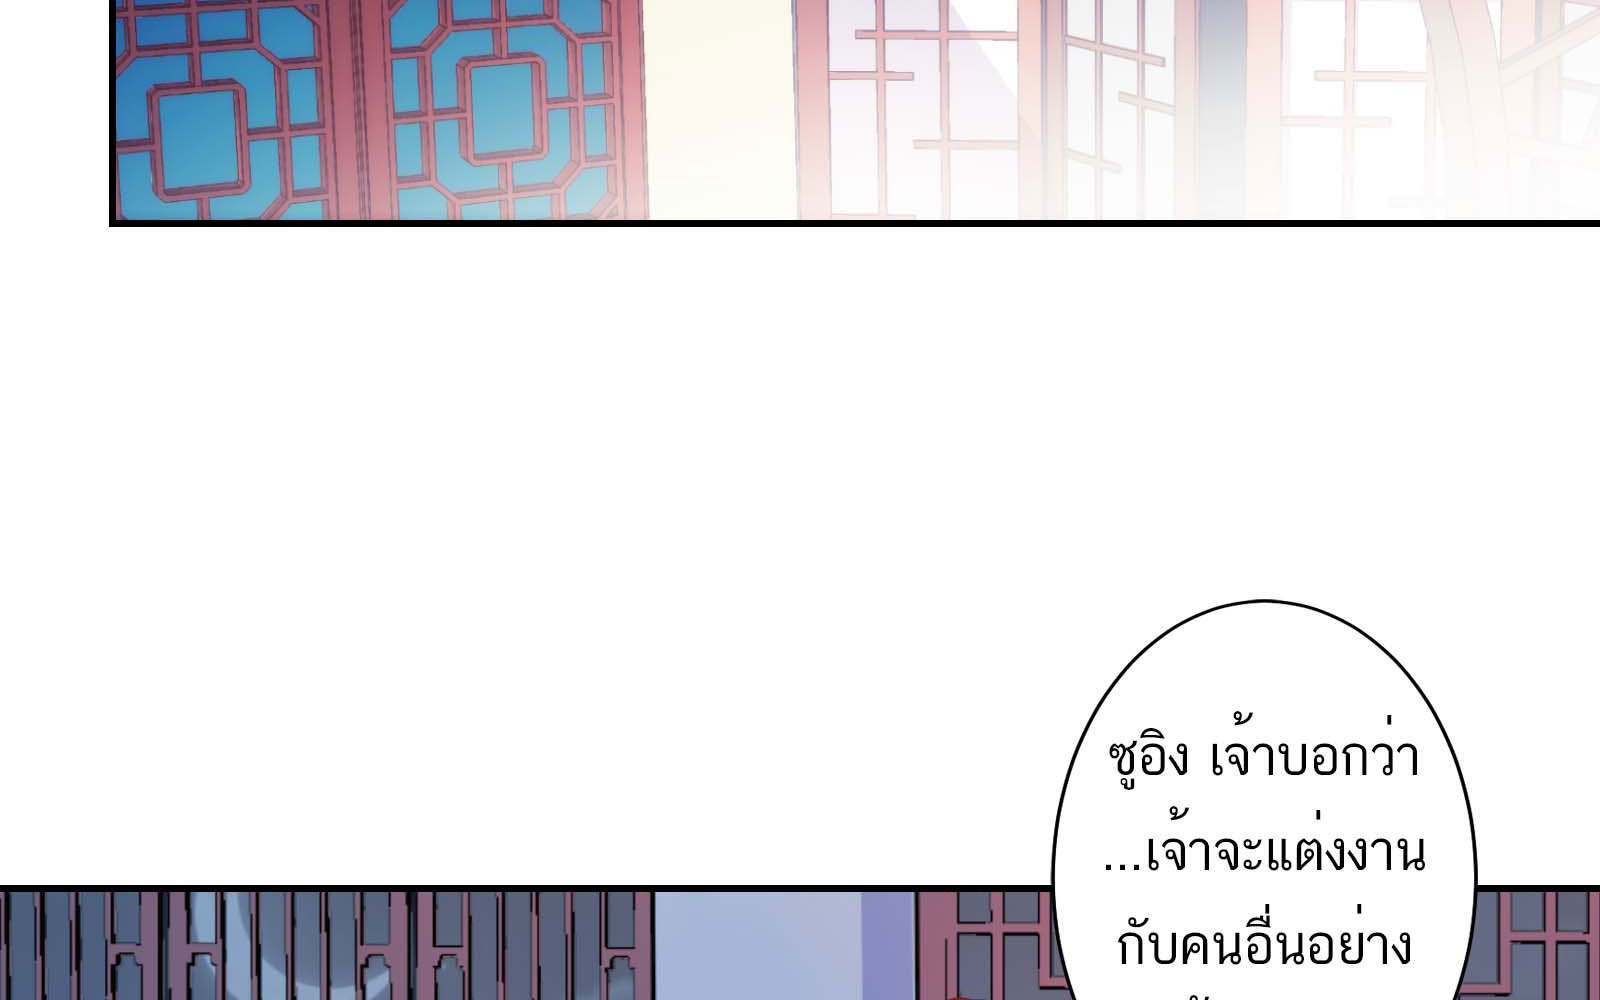 ซูอิง เจ้าบอกว่า
...เจ้าจะแต่งงาน
กับคนอื่นอย่าง